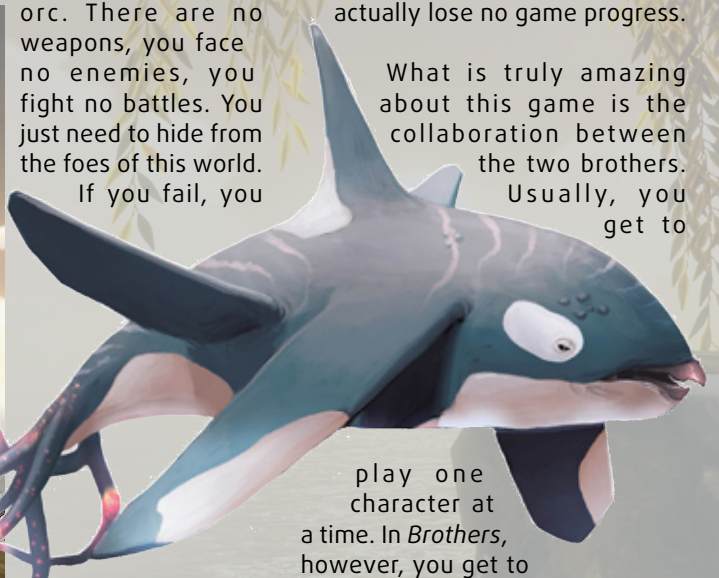 orc. There are no
weapons, you face
no enemies, you
fight no battles. You
just need to hide from
the foes of this world.
If you fail, you
actually lose no game progress.
What is truly amazing
about this game is the
collaboration between
the two brothers.
Usually, you
get to
play one
character at
a time. In Brothers,
however, you get to